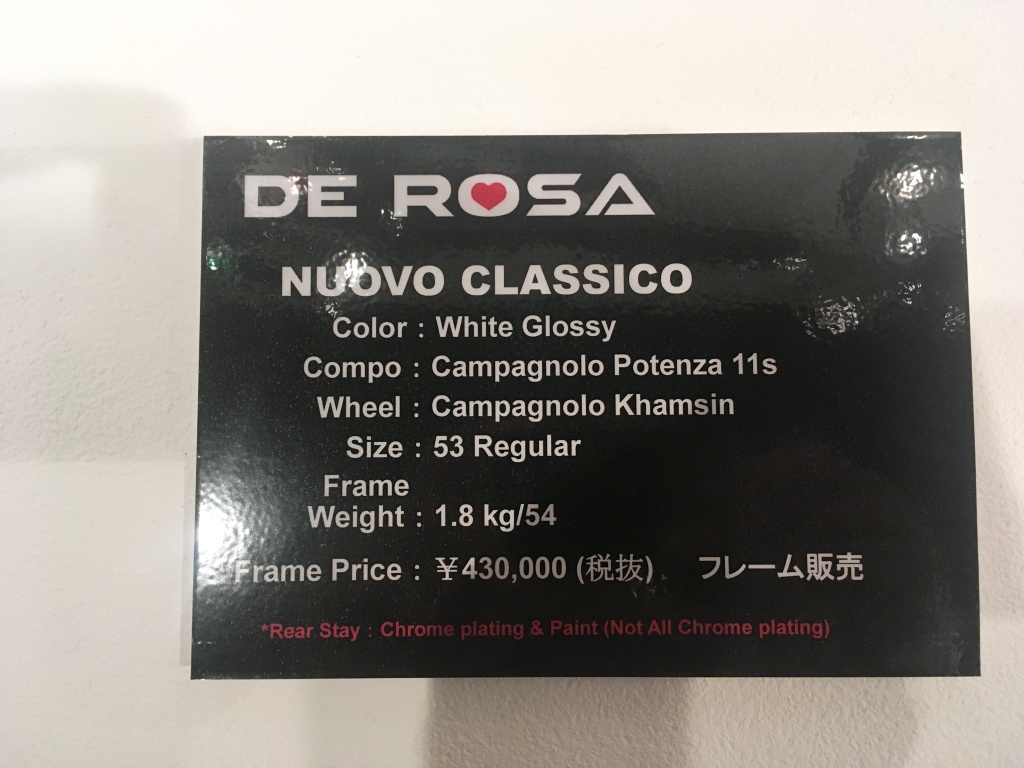 DE ROSA
NUOVO CLASSICO
Color : White Glossy
Compo : Campagnolo Potenza 11s
Wheel : Campagnolo Khamsin
Size : 53 Regular
Frame
Weight : 1.8 kg/54
Frame Price : ¥430,000 (税抜) フレーム販売
*Rear Stay : Chrome plating & Paint (Not All Chrome plating)